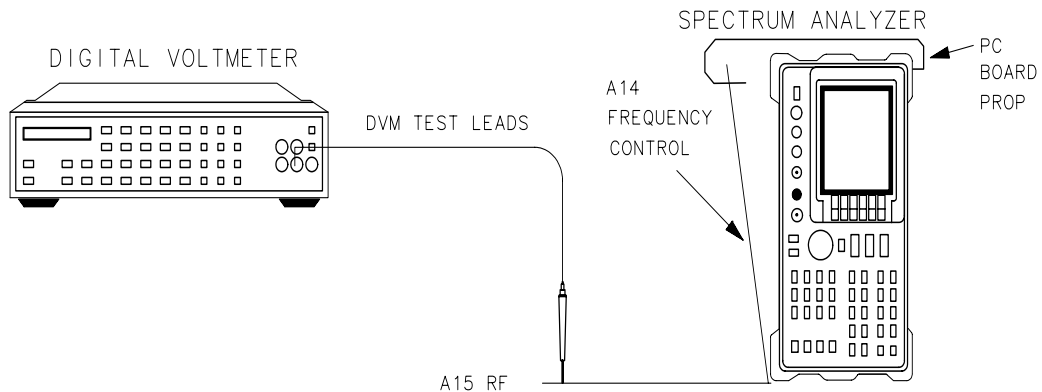 SPECTRUM ANALYZER
DIGITAL VOLTMETER
PC
BOARD
PROP
A14
FREQUENCY
CONTROL
DVM TEST LEADS
A15 RF